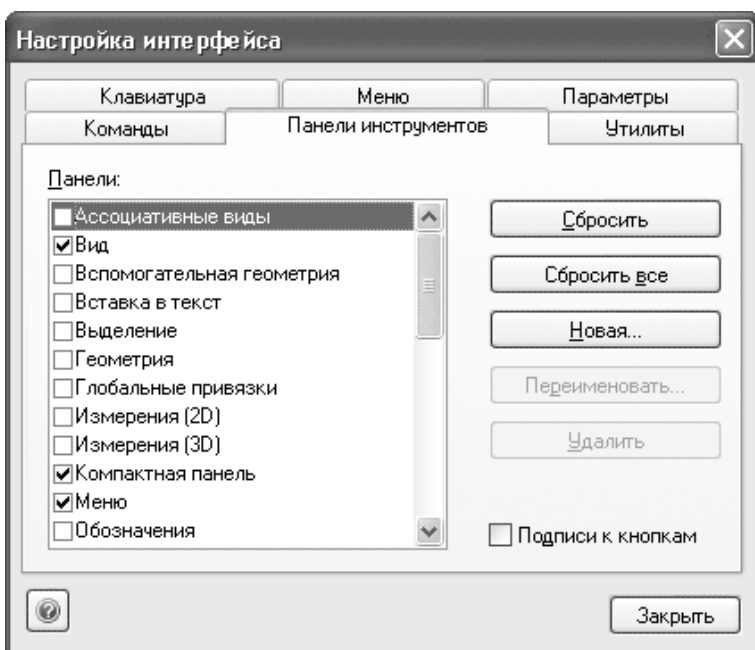 Настройка интерфейса
Клавиатура Меню Параметры
Команды Панели инструментов Утилиты
Панели:
Ассоциативные виды
Вид
Вспомогательная геометрия
Вставка в текст
Выделение
Геометрия
Глобальные привязки
Измерения (2D)
Измерения (3D)
Компактная панель
Меню
Обозначения
Сбросить
Сбросить все
Новая...
Переименовать...
Удалить
Подписи к кнопкам
Закрыть